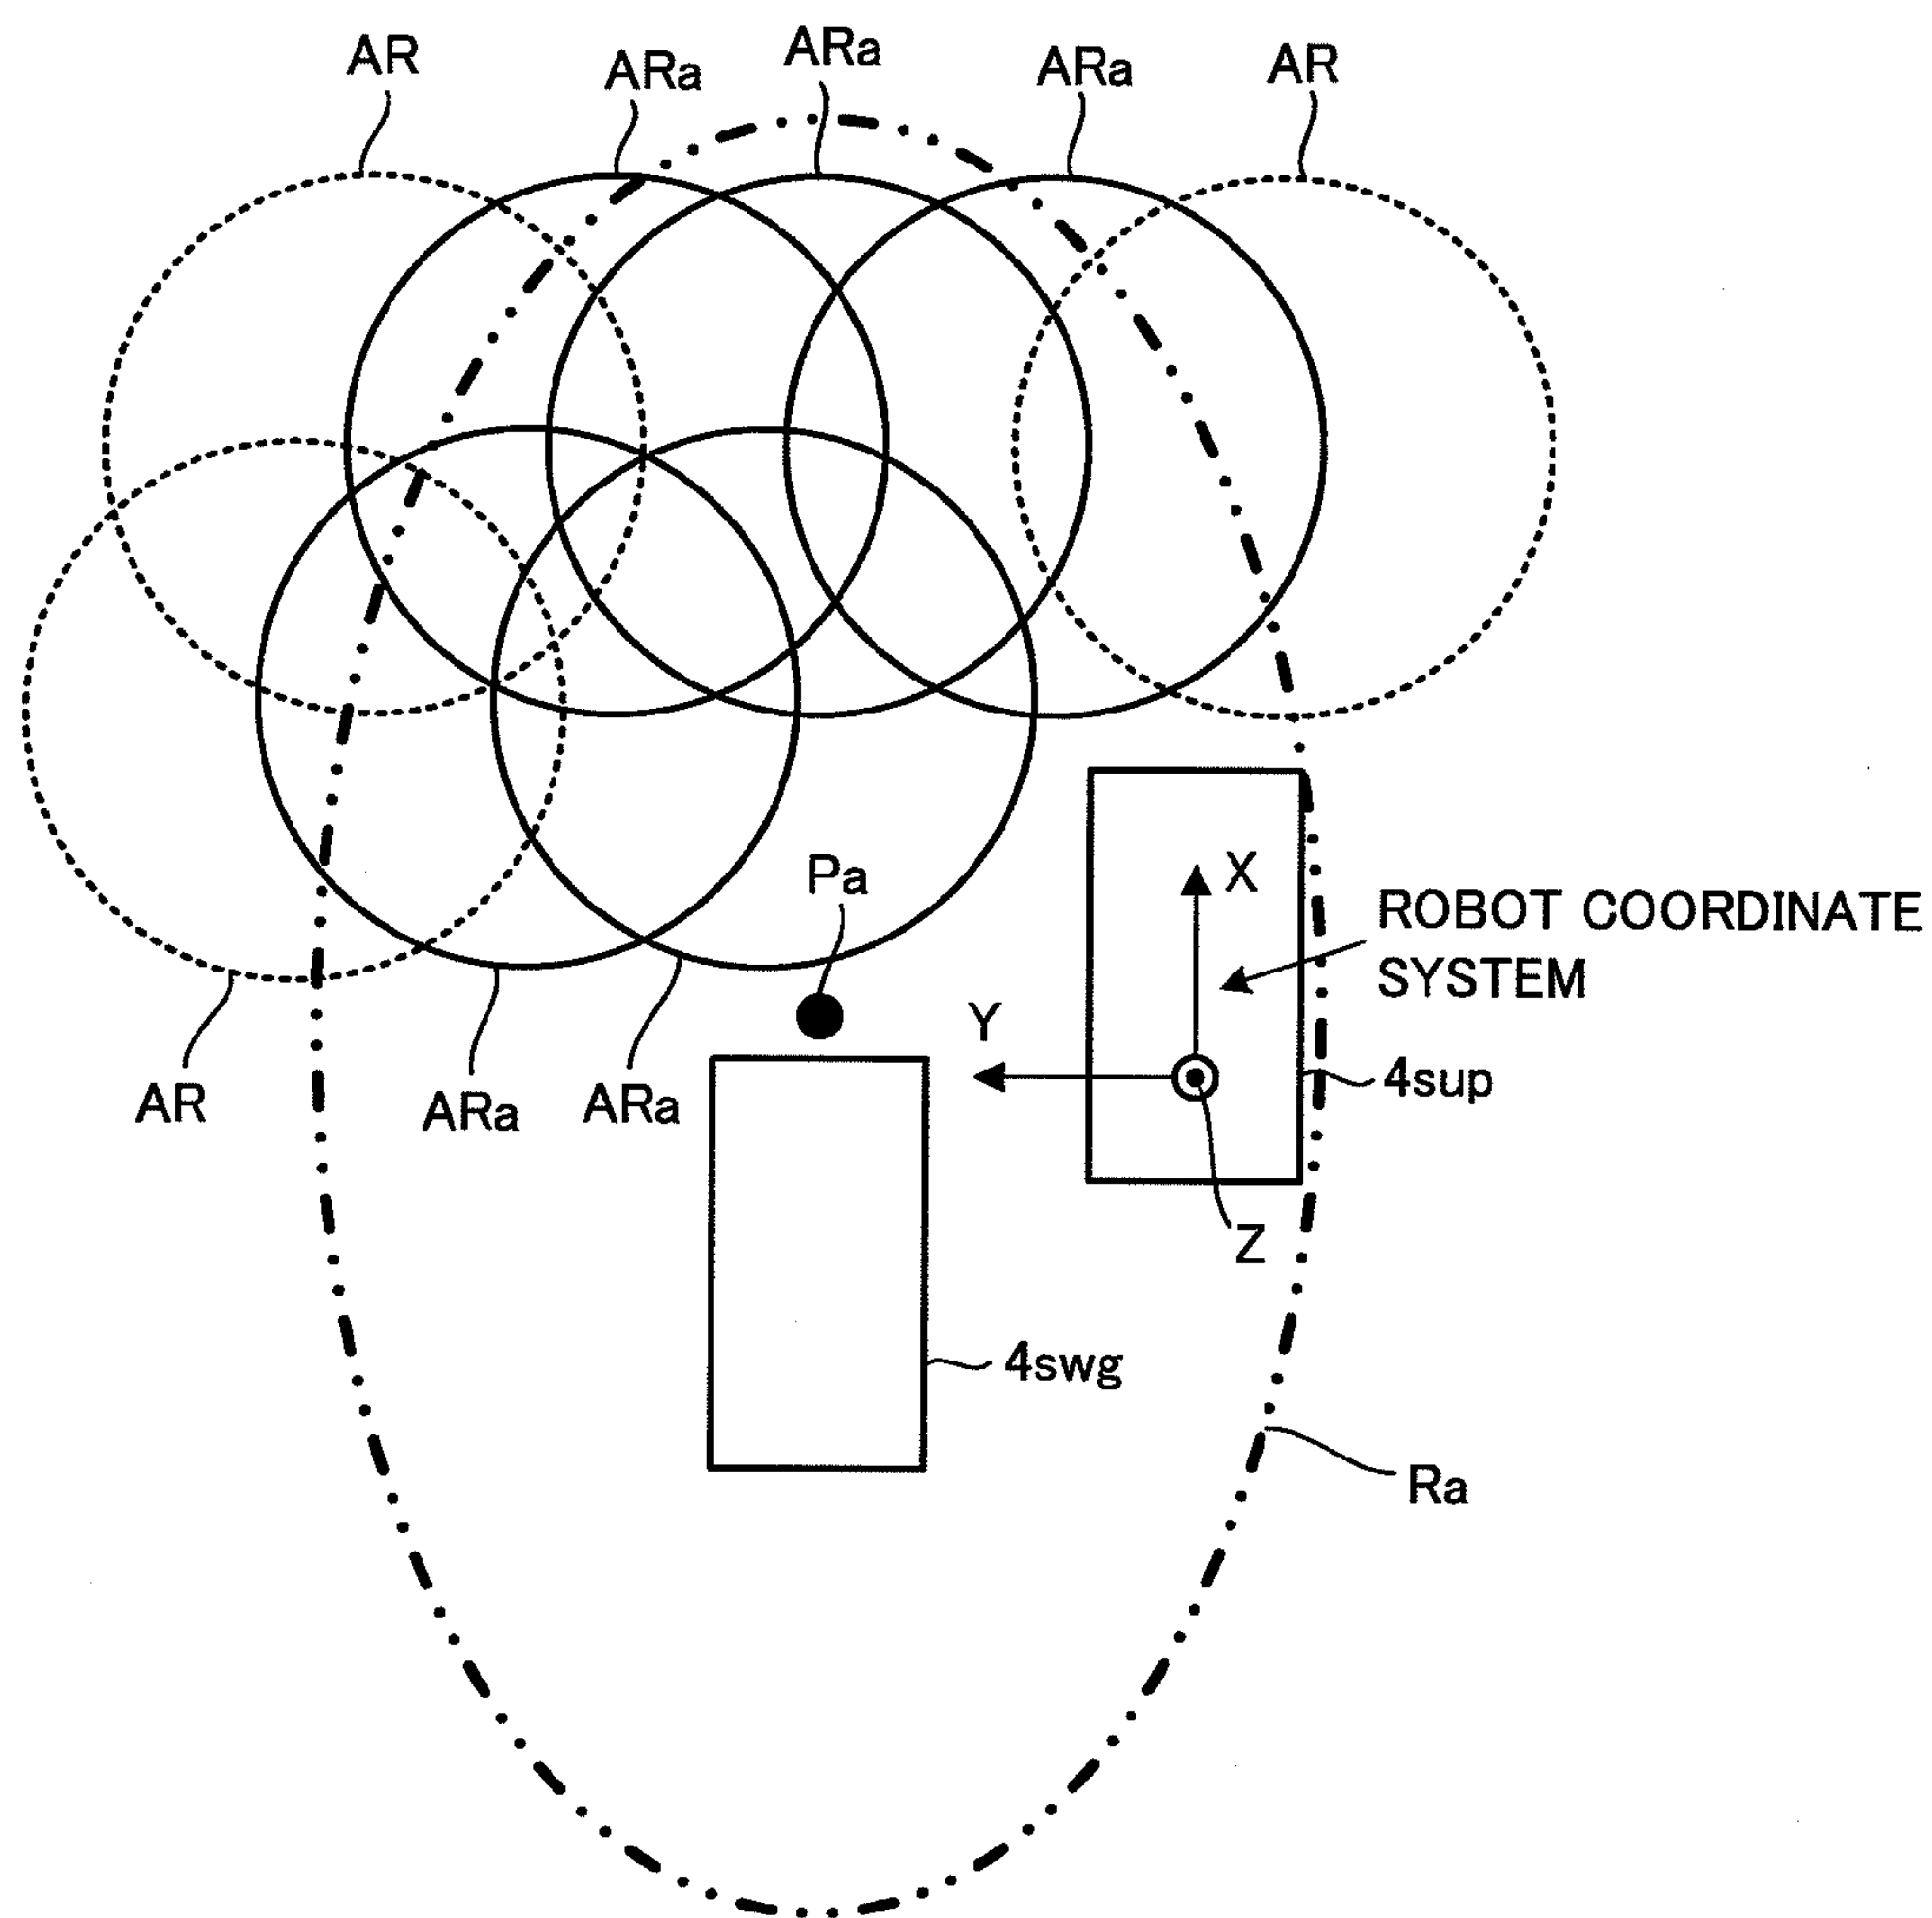 AR
ARa
ARa
ARa
AR
Pa
X
ROBOT COORDINATE
SYSTEM
Y
4sup
AR
ARa
ARa
Z
4swg
Ra